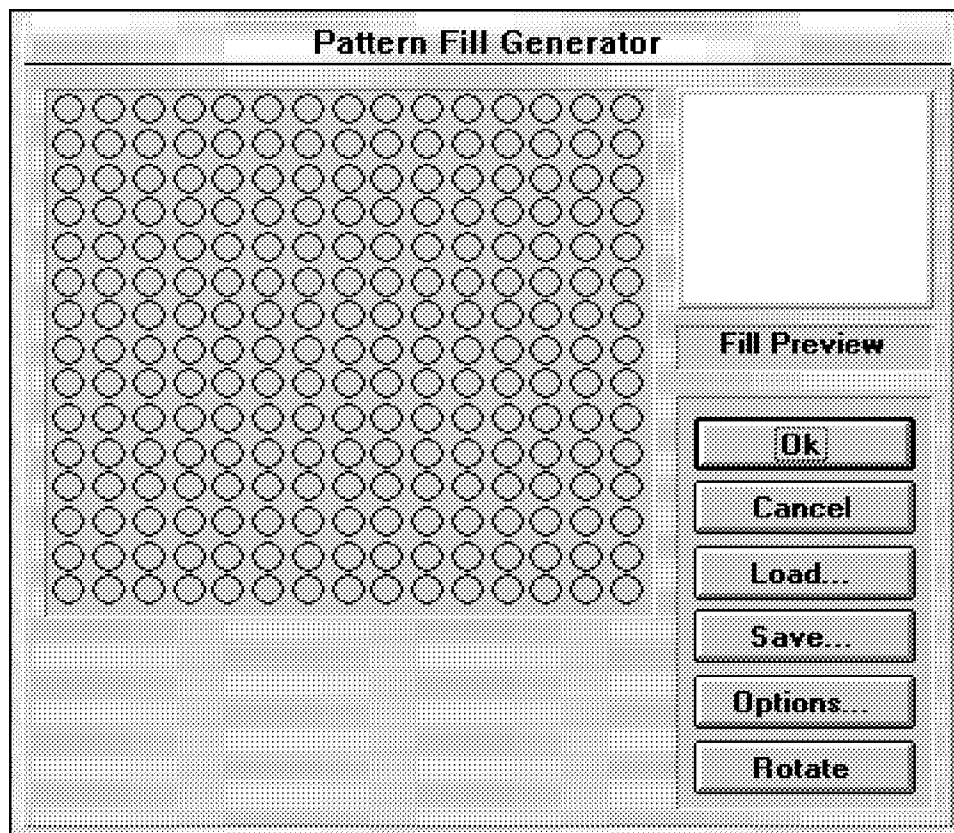 Pattern Fill Generator
Fill Preview
Ok
Cancel
Load...
Save...
Options...
Rotate